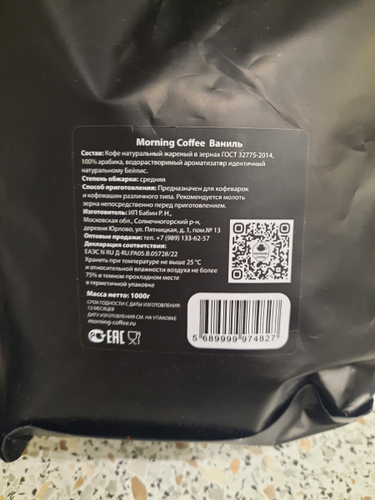 Morning Coffee Ваниль
Состав: Кофе натуральный жареный в зернах ГОСТ 32775-2014,
100% арабика, водорастворимый ароматизатор идентичный
натуральному Бейлис.
Степень обжарки: средняя
Способ приготовления: Предназначен для кофеварок
и кофемашин различного типа. Рекомендуется молоть
зерна непосредственно перед приготовлением.
Изготовитель: ИП Бабин Р. Н.,
Московская обл., Солнечногорский р-н,
деревня Юрлово, ул. Пятницкая, д. 1, пом.№ 13
Оптовые продажи: тел. +7 (989) 133-62-57
Декларация соответствия:
ЕАЭС N RU Д-RU.РА05.В.05728/22
Хранить при температуре не выше 25 °С
и относительной влажности воздуха не более
75% в темном прохладном месте
в герметичной упаковке
Масса нетто: 1000г
СРОК ГОДНОСТИ С ДАТЫ ИЗГОТОВЛЕНИЯ:
12 МЕСЯЦЕВ
ДАТУ ИЗГОТОВЛЕНИЯ СМ. НА УПАКОВКЕ
morning-coffee.ru
EAC
5 689999 974827